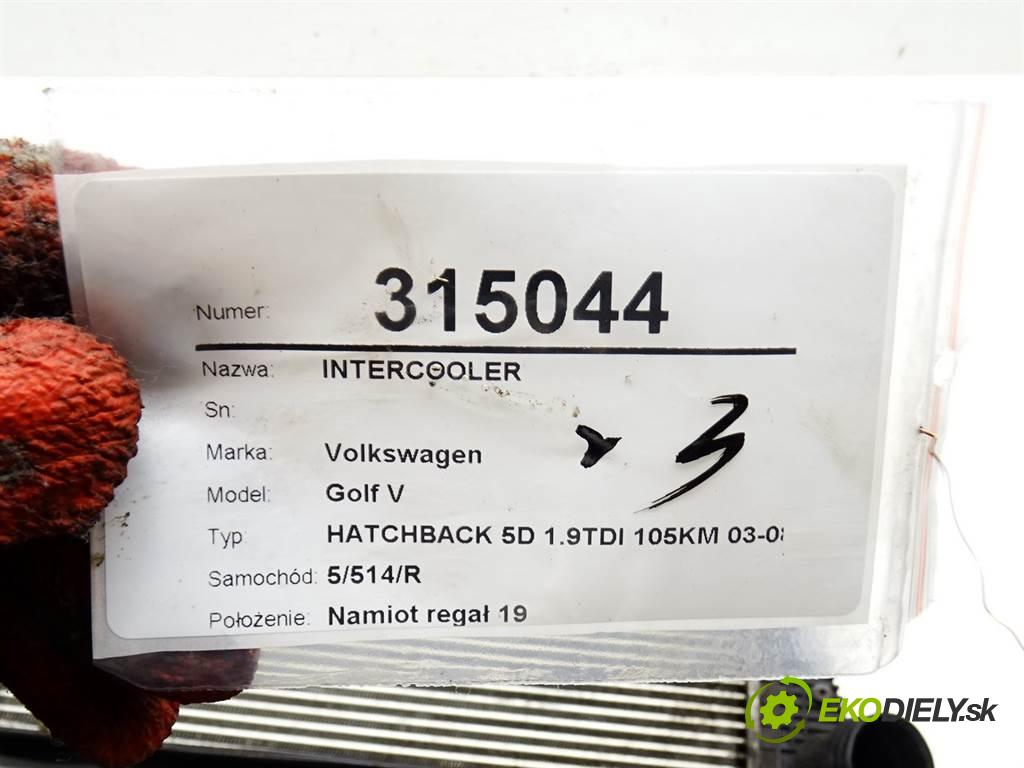 Numer: 315044
Nazwa: INTERCOOLER
Sn:
Marka: Volkswagen
3
Model: Golf V
Typ: HATCHBACK 5D 1.9TDI 105KM 03-08
Samochód: 5/514/R
Położenie: Namiot regał 19
EKODIELY.sk